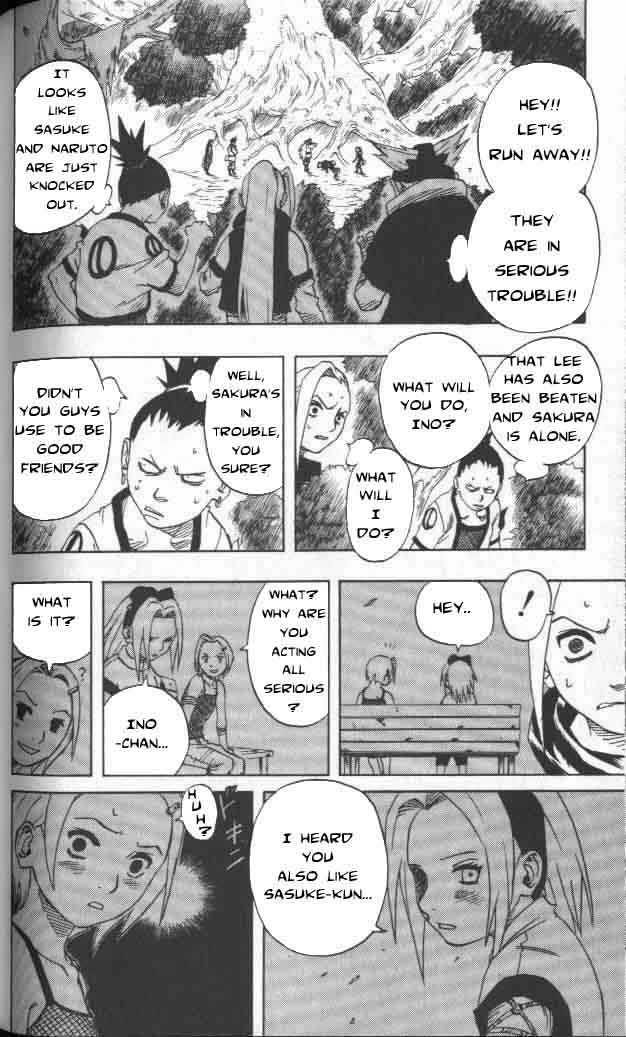 HEY!!
LET'S
RUN AWAY!!
THEY
ARE IN
SERIOUS
TROUBLE!!
IT
LOOKS
LIKE
SASUKE
AND NARUTO
ARE JUST
KNOCKED
OUT.
THAT LEE
HAS ALSO
BEEN BEATEN
AND SAKURA
IS ALONE.
WHAT WILL
YOU DO,
INO?
WHAT
WILL
I
DO?
WELL,
SAKURA'S
IN
TROUBLE,
YOU
SURE?
DIDN'T
YOU GUYS
USE TO BE
GOOD
FRIENDS?
!
HEY..
WHAT?
WHY ARE
YOU
ACTING
ALL
SERIOUS
?
INO
-CHAN...
WHAT
IS IT?
?
I HEARD
YOU
ALSO LIKE
SASUKE-KUN...
HUH?
ドキン